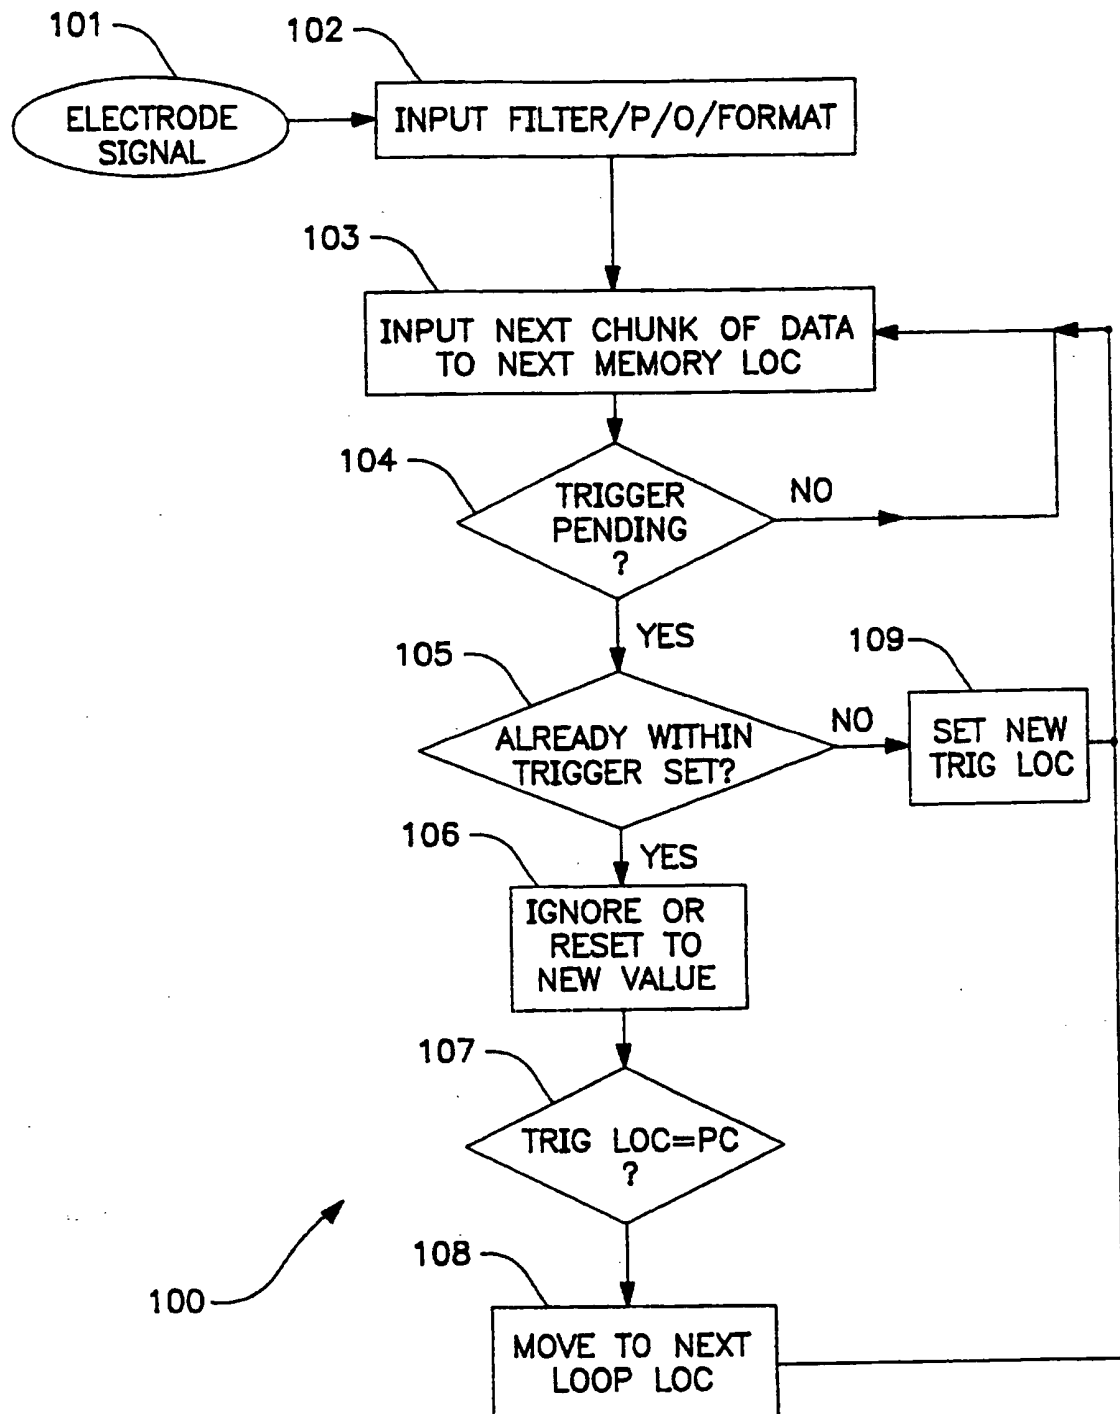 101
102
ELECTRODE
SIGNAL
INPUT FILTER/P/O/FORMAT
103
INPUT NEXT CHUNK OF DATA
TO NEXT MEMORY LOC
104
TRIGGER
PENDING
?
NO
YES
105
109
ALREADY WITHIN
TRIGGER SET?
NO
SET NEW
TRIG LOC
106
YES
IGNORE OR
RESET TO
NEW VALUE
107
TRIG LOC=PC
?
108
100
MOVE TO NEXT
LOOP LOC